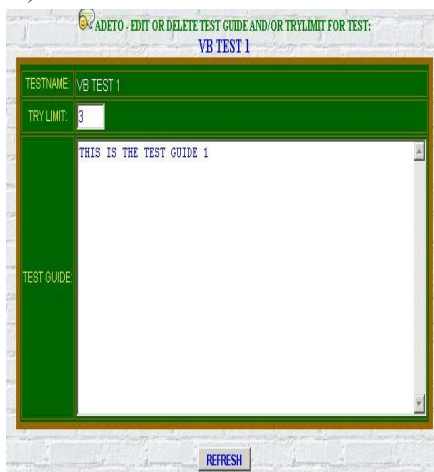 ADETO - EDIT OR DELETE TEST GUIDE AND/OR TRYLIMIT FOR TEST:
VB TEST 1
TESTNAME: VB TEST 1
TRY LIMIT: 3
THIS IS THE TEST GUIDE 1
TEST GUIDE:
REFRESH